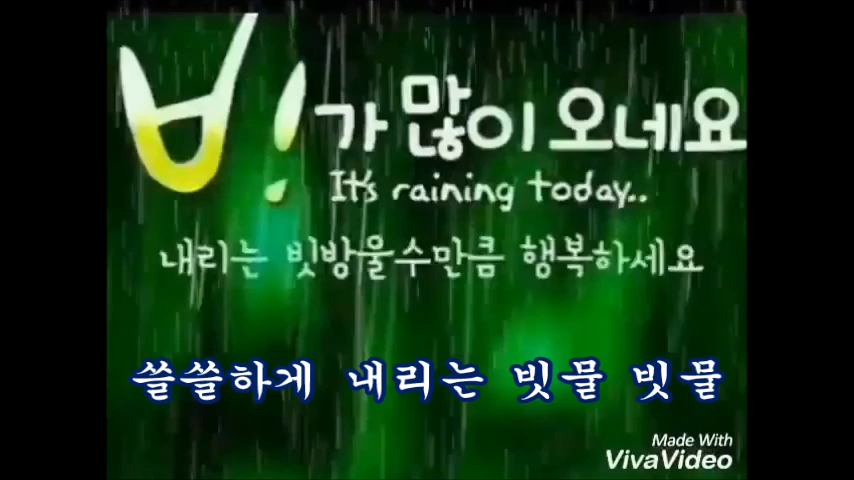 비!가 많이 오네요
It's raining today..
내리는 빗방울수만큼 행복하세요
쓸쓸하게 내리는 빗물 빗물
Made With
VivaVideo